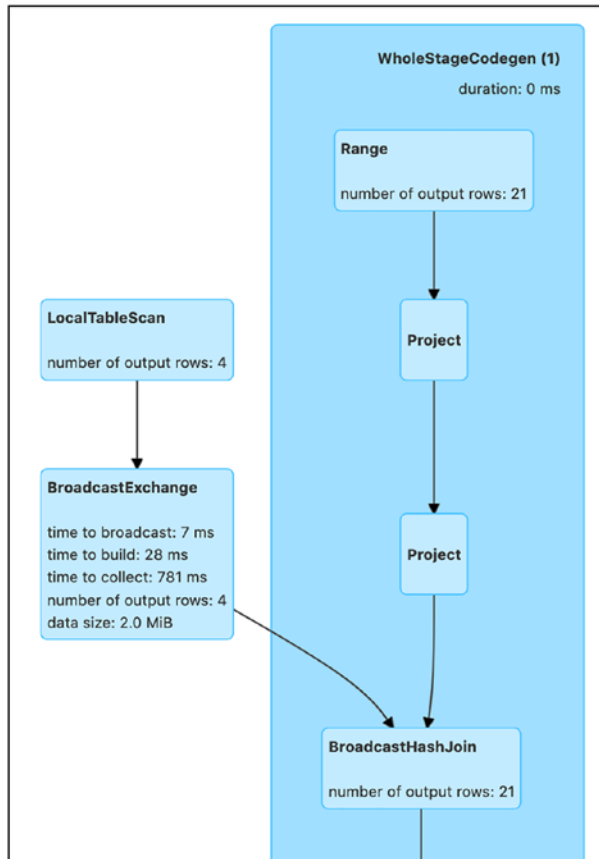 WholeStageCodegen (1)
duration: 0 ms
Range
number of output rows: 21
LocalTableScan
number of output rows: 4
Project
BroadcastExchange
time to broadcast: 7 ms
time to build: 28 ms
time to collect: 781 ms
number of output rows: 4
data size: 2.0 MiB
Project
BroadcastHashJoin
number of output rows: 21